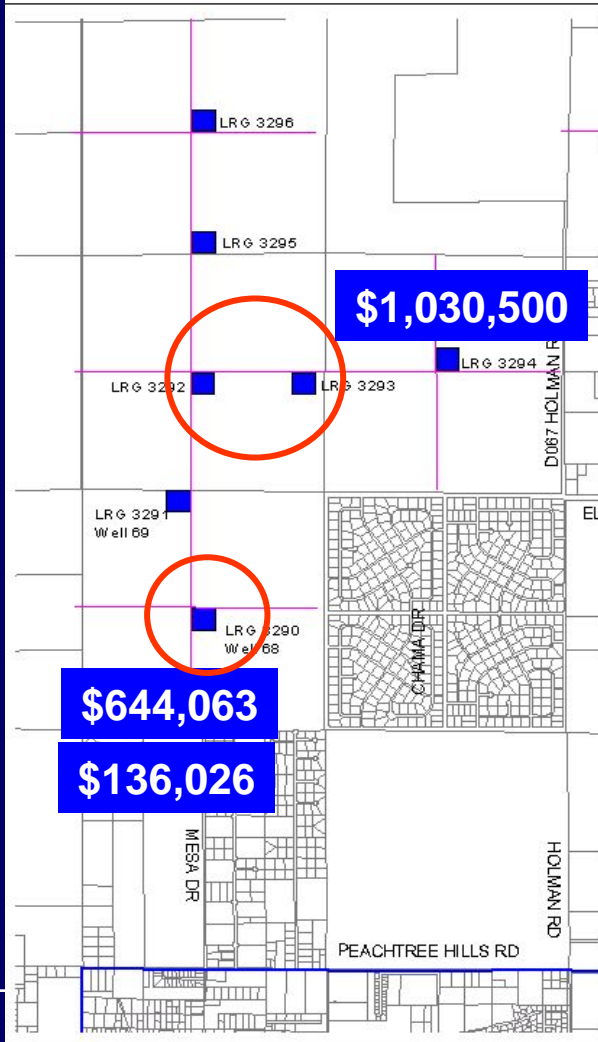 LRG 3296
LRG 3295
$1,030,500
LRG 3294
LRG 3292
LRG 3293
D067 HOLMAN R
LRG 3291
Well 69
EL
LRG 3290
Well 68
CHAMA DR
$644,063
$136,026
MESA DR
HOLMAN RD
PEACHTREE HILLS RD